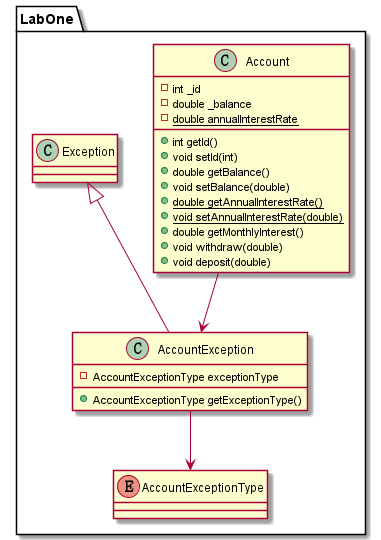 LabOne
C Account
int _id
double _balance
double annualInterestRate
int getId()
void setId(int)
double getBalance()
void setBalance(double)
double getAnnualInterestRate()
void setAnnualInterestRate(double)
double getMonthlyInterest()
void withdraw(double)
void deposit(double)
C Exception
C AccountException
AccountExceptionType exceptionType
AccountExceptionType getExceptionType()
E AccountExceptionType